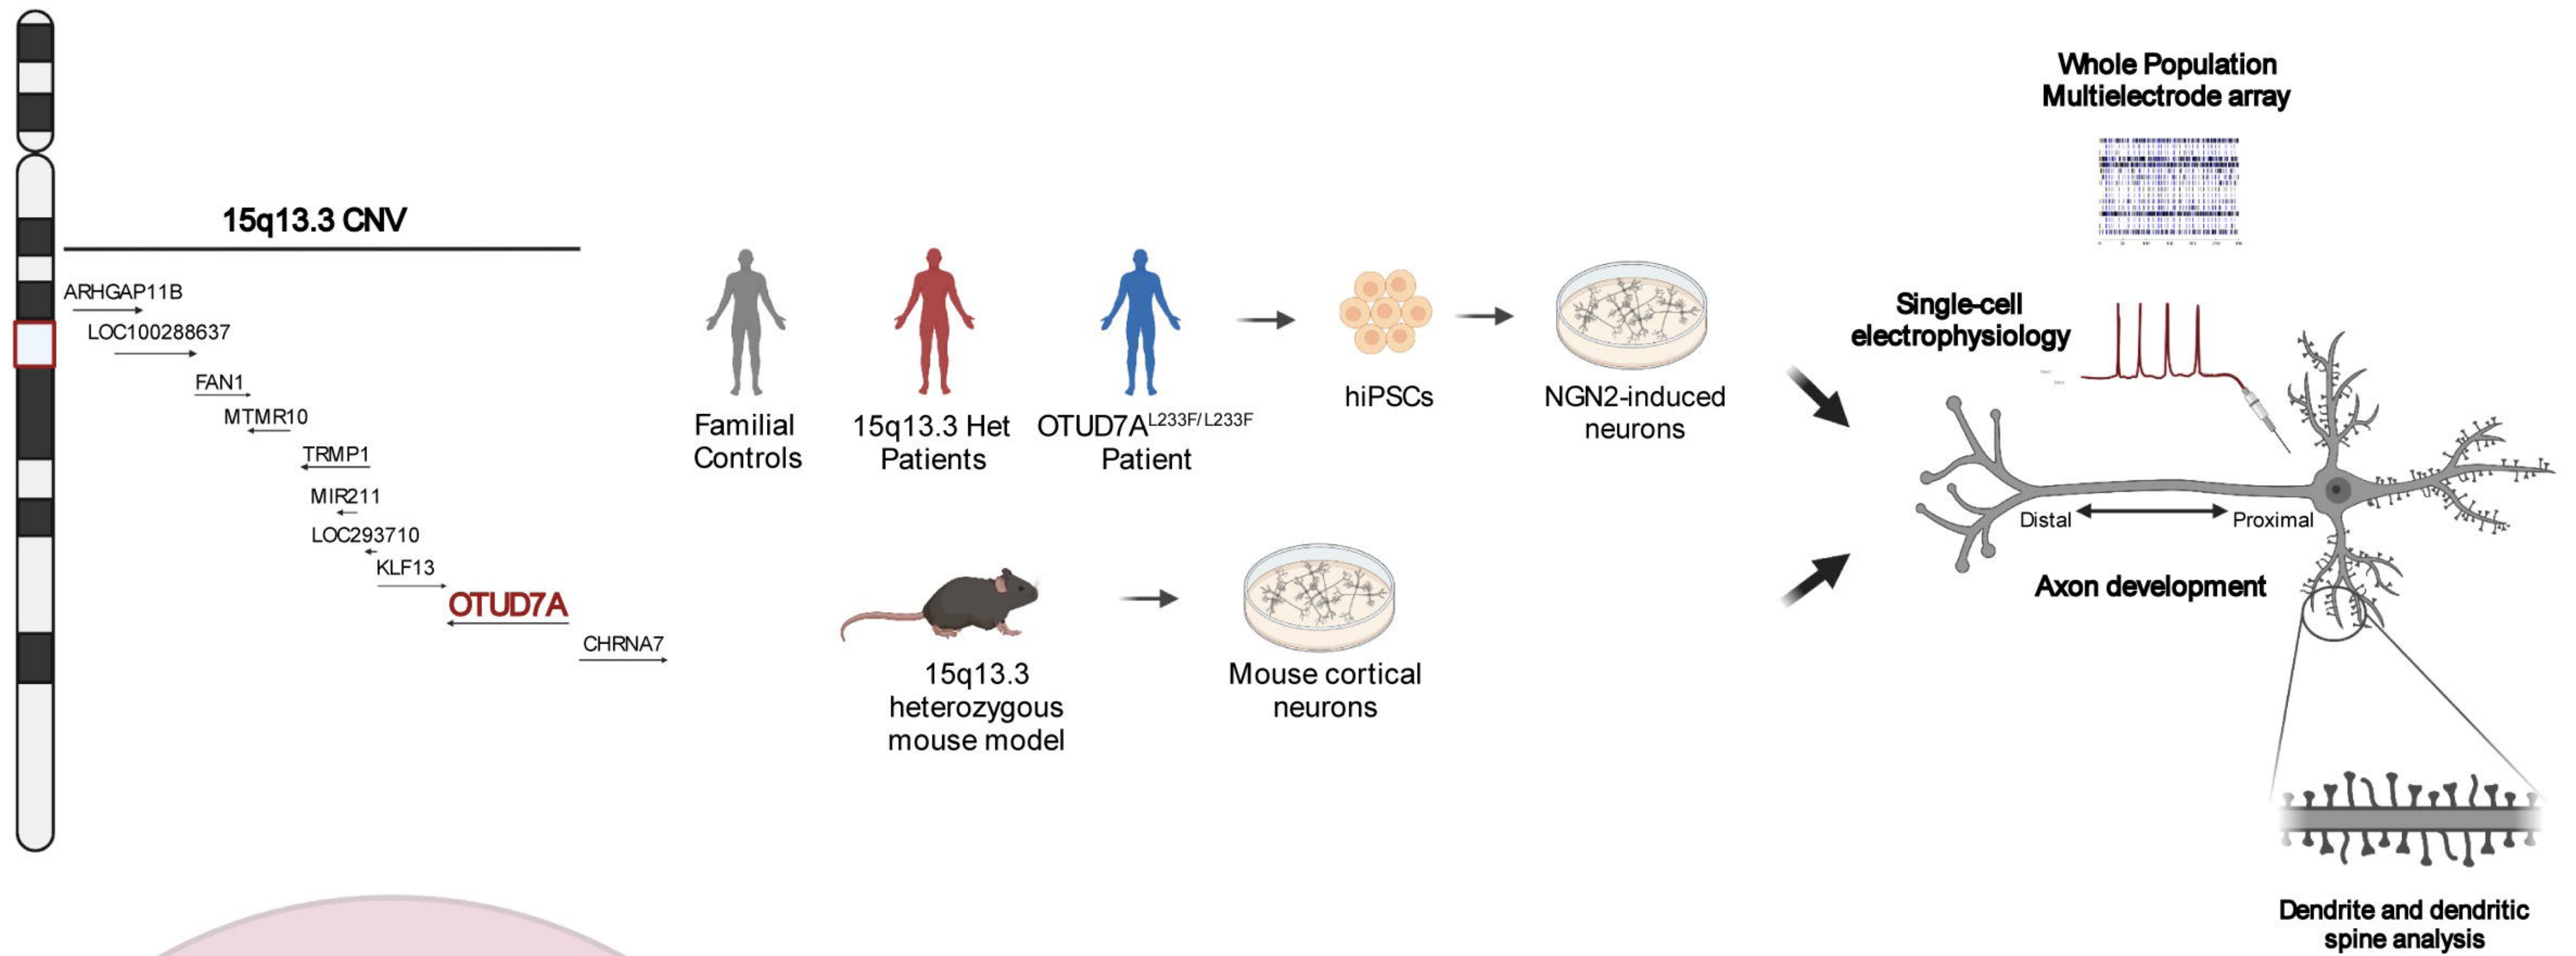 15q13.3 CNV
ARHGAP11B
LOC100288637
FAN1
MTMR10
TRMP1
MIR211
LOC293710
KLF13
OTUD7A
CHRNA7
Familial
Controls
15q13.3 Het
Patients
OTUD7A^L233F/L233F
Patient
hiPSCs
NGN2-induced
neurons
15q13.3
heterozygous
mouse model
Mouse cortical
neurons
Whole Population
Multielectrode array
Single-cell
electrophysiology
Distal
Proximal
Axon development
Dendrite and dendritic
spine analysis